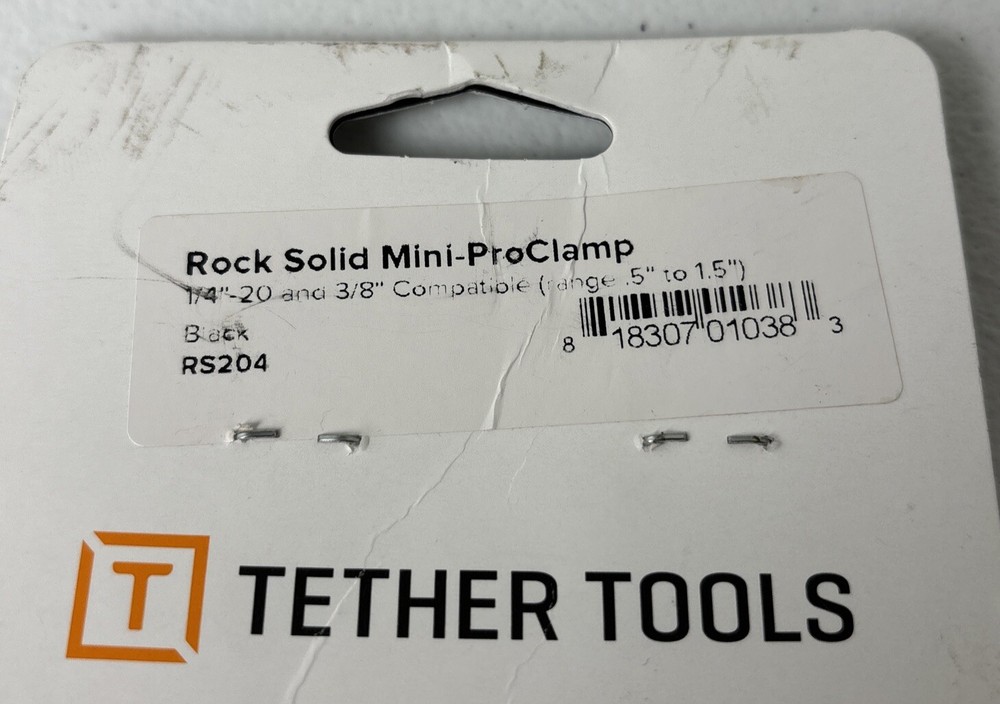 Rock Solid Mini-ProClamp
1/4"-20 and 3/8" Compatible (range .5" to 1.5")
Black
RS204
8 18307 01038 3
T
TETHER TOOLS